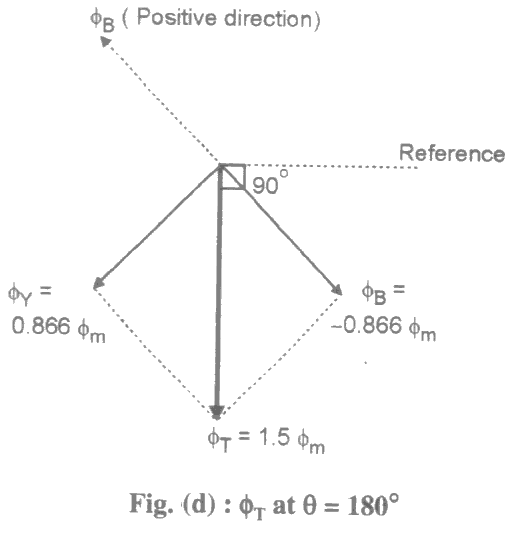 ϕB ( Positive direction)
Reference
90°
ϕY =
0.866 ϕm
ϕB =
–0.866 ϕm
ϕT = 1.5 ϕm
Fig. (d) : ϕT at θ = 180°